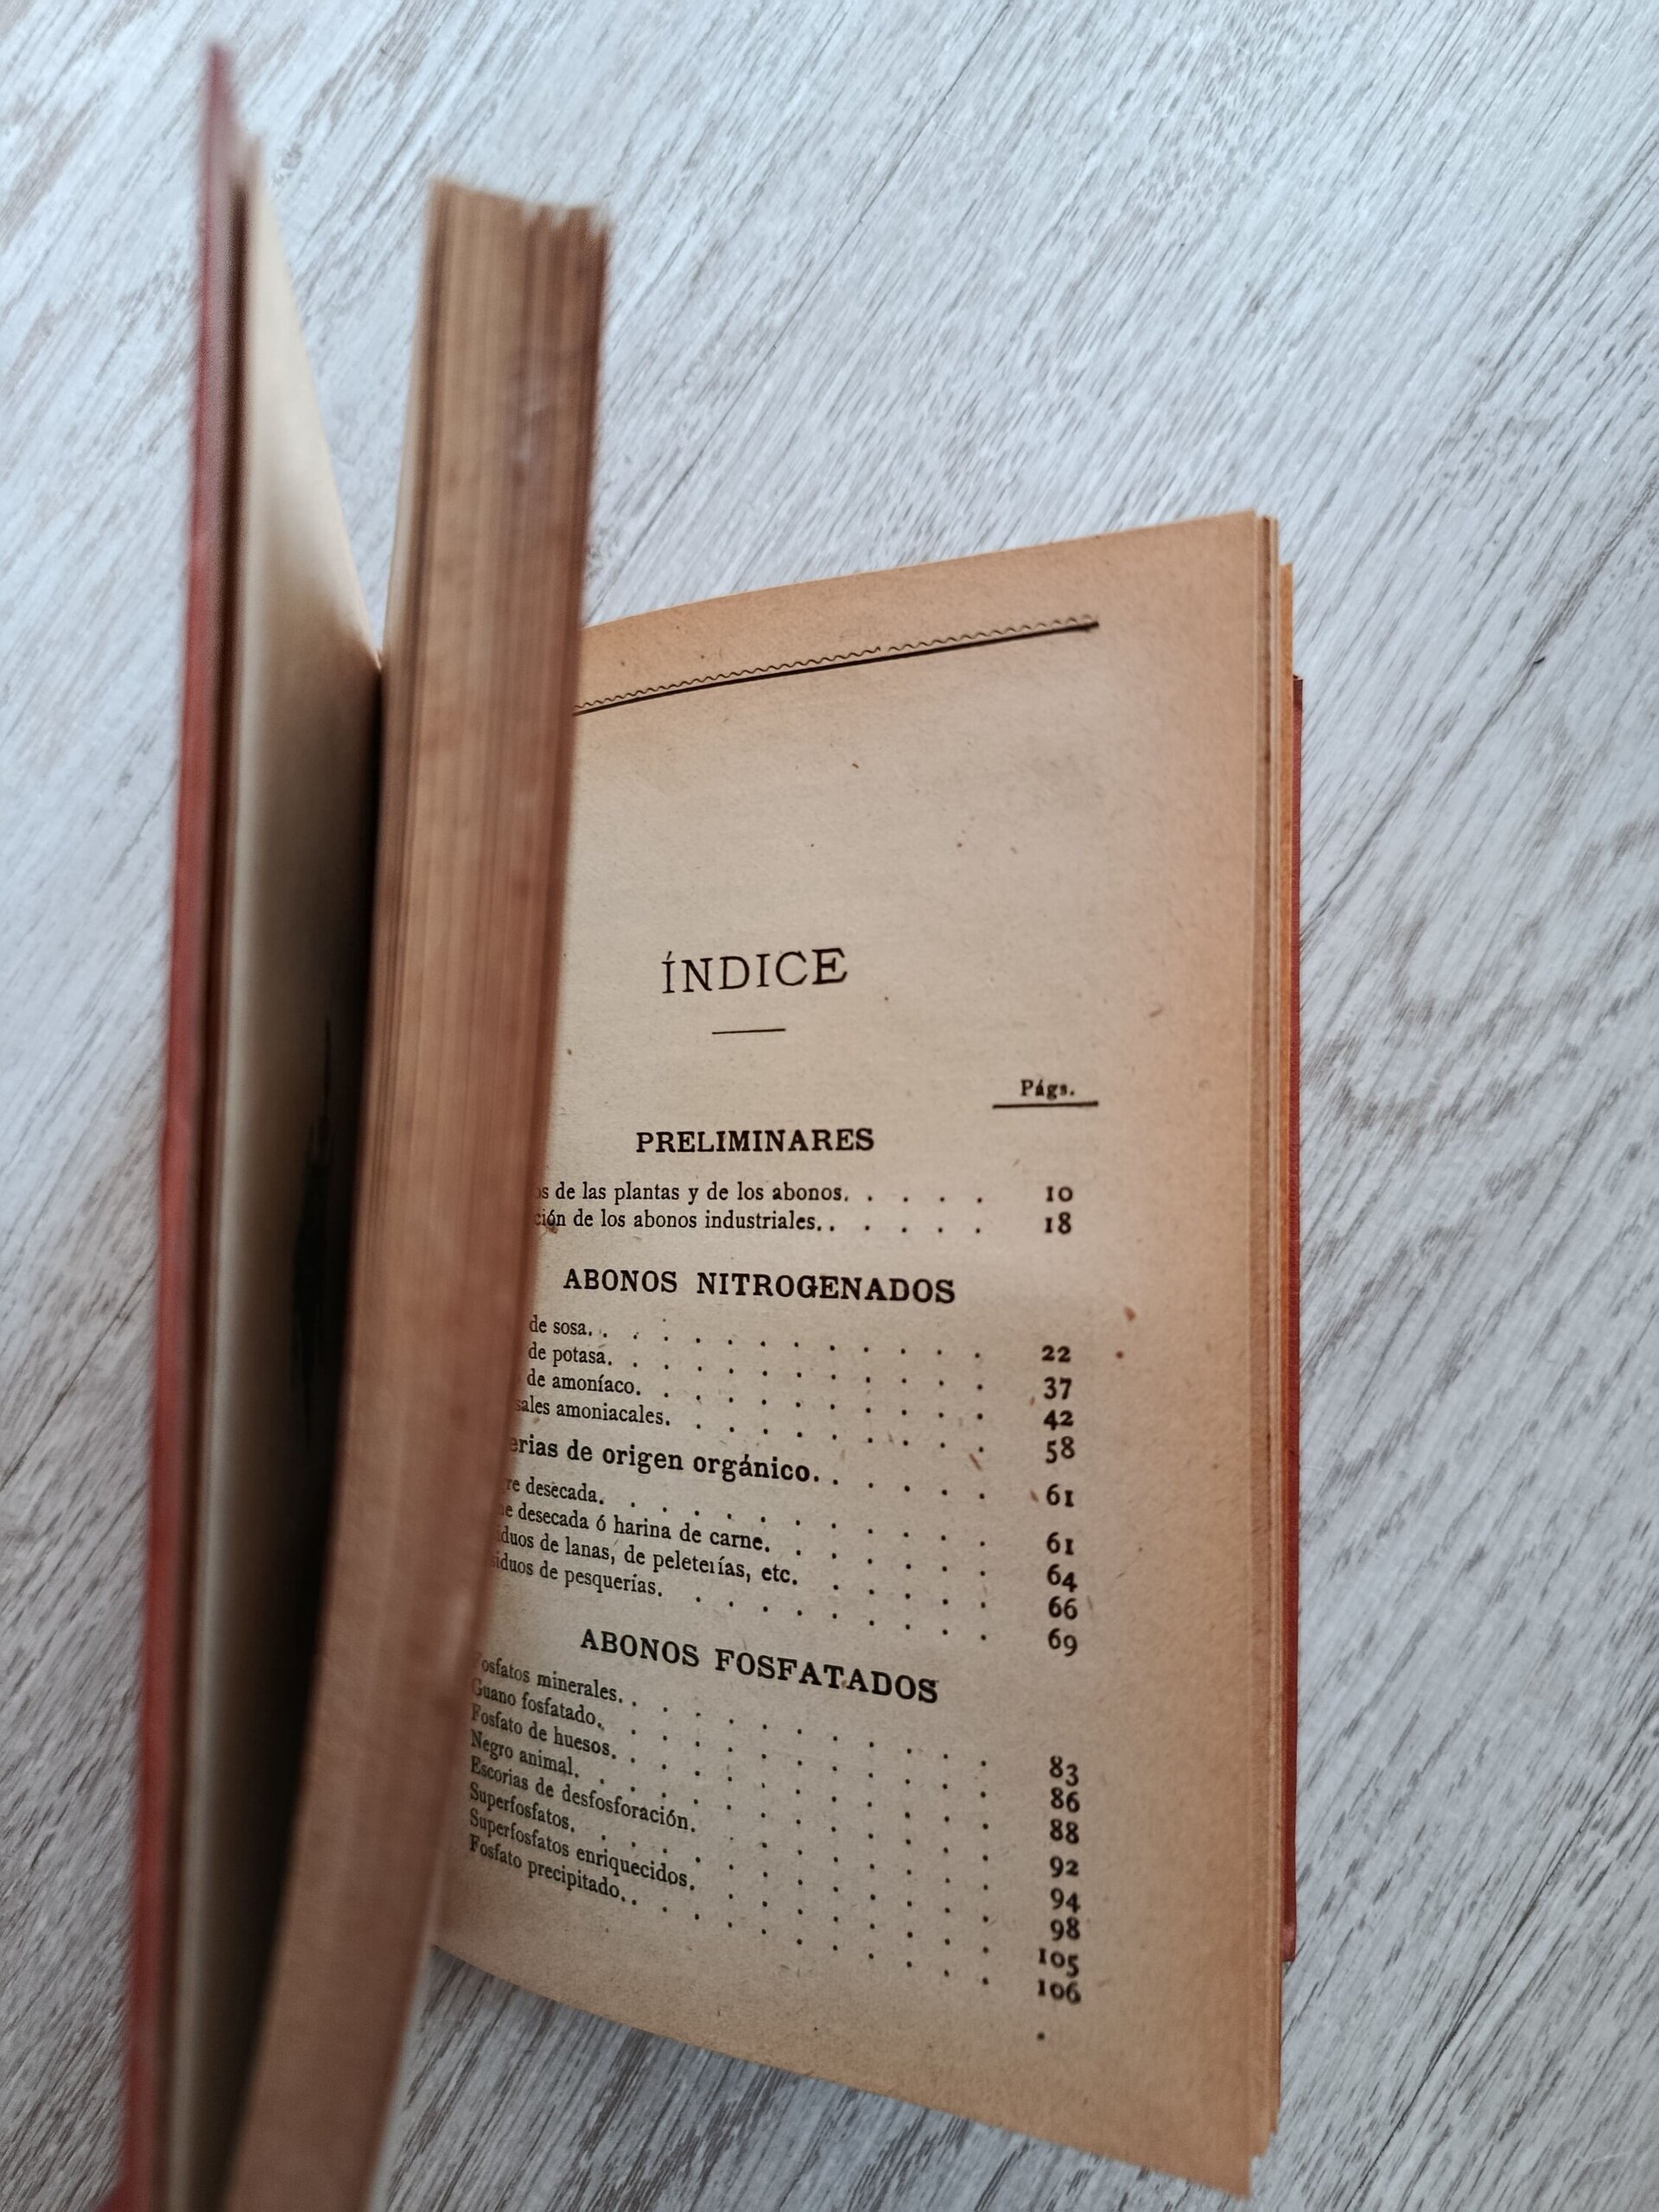 ÍNDICE
Págs.
PRELIMINARES
de las plantas y de los abonos. . . . . 10
de los abonos industriales. . . . . . 18
ABONOS NITROGENADOS
de sosa. . . . . . . . . . . . . 22
de potasa. . . . . . . . . . . . 37
de amoníaco. . . . . . . . . . . 42
sales amoniacales. . . . . . . . . . 58
de origen orgánico. . . . . . . 61
desecada. . . . . . . . . . . . 61
desecada ó harina de carne. . . . . . . 64
de lanas, de peleterías, etc. . . . . . 66
de pesquerías. . . . . . . . . . . 69
ABONOS FOSFATADOS
Fosfatos minerales. . . . . . . . . . . . 83
Guano fosfatado. . . . . . . . . . . . . 86
Fosfato de huesos. . . . . . . . . . . . 88
Negro animal. . . . . . . . . . . . . . 92
Escorias de desfosforación. . . . . . . . . 94
Superfosfatos. . . . . . . . . . . . . . 98
Superfosfatos enriquecidos. . . . . . . . . 105
Fosfato precipitado. . . . . . . . . . . . 106